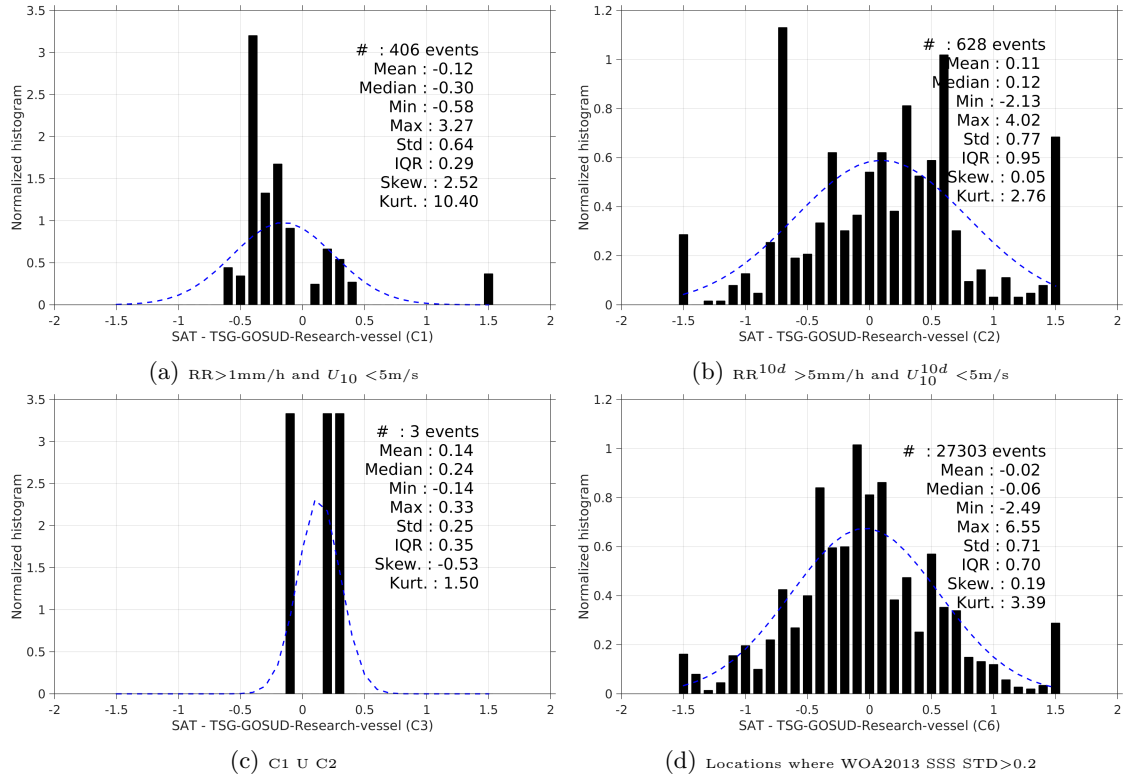 4
3.5
3
2.5
2
1.5
1
0.5
0
Normalized histogram
# : 406 events
Mean : -0.12
Median : -0.30
Min : -0.58
Max : 3.27
Std : 0.64
IQR : 0.29
Skew. : 2.52
Kurt. : 10.40
-2 -1.5 -1 -0.5 0 0.5 1 1.5 2
SAT - TSG-GOSUD-Research-vessel (C1)
(a) RR>1mm/h and U10 <5m/s
1.2
1
0.8
0.6
0.4
0.2
0
Normalized histogram
# : 628 events
Mean : 0.11
Median : 0.12
Min : -2.13
Max : 4.02
Std : 0.77
IQR : 0.95
Skew. : 0.05
Kurt. : 2.76
-2 -1.5 -1 -0.5 0 0.5 1 1.5 2
SAT - TSG-GOSUD-Research-vessel (C2)
(b) RR^10d >5mm/h and U10^10d <5m/s
3.5
3
2.5
2
1.5
1
0.5
0
Normalized histogram
# : 3 events
Mean : 0.14
Median : 0.24
Min : -0.14
Max : 0.33
Std : 0.25
IQR : 0.35
Skew. : -0.53
Kurt. : 1.50
-2 -1.5 -1 -0.5 0 0.5 1 1.5 2
SAT - TSG-GOSUD-Research-vessel (C3)
(c) C1 U C2
1.2
1
0.8
0.6
0.4
0.2
0
Normalized histogram
# : 27303 events
Mean : -0.02
Median : -0.06
Min : -2.49
Max : 6.55
Std : 0.71
IQR : 0.70
Skew. : 0.19
Kurt. : 3.39
-2 -1.5 -1 -0.5 0 0.5 1 1.5 2
SAT - TSG-GOSUD-Research-vessel (C6)
(d) Locations where WOA2013 SSS STD>0.2